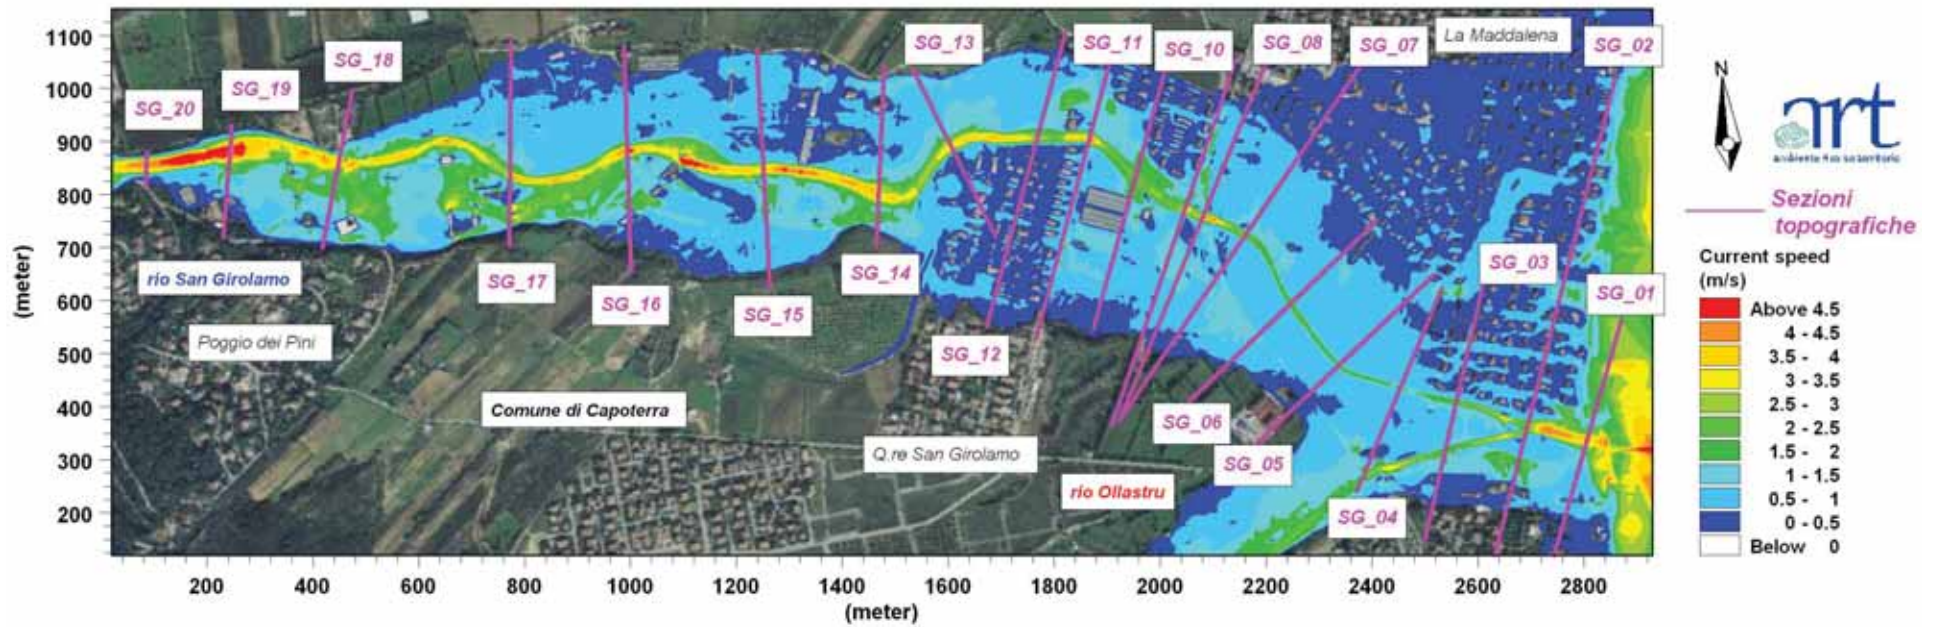 1100
1000
900
800
700
600
500
400
300
200
(meter)
200
400
600
800
1000
1200
1400
1600
1800
2000
2200
2400
2600
2800
(meter)
SG_20
SG_19
SG_18
SG_13
SG_11
SG_10
SG_08
SG_07
La Maddalena
SG_02
rio San Girolamo
SG_17
SG_16
SG_15
SG_14
SG_03
SG_01
Poggio dei Pini
SG_12
Comune di Capoterra
SG_06
Q.re San Girolamo
SG_05
rio Ollastru
SG_04
N
art
Sezioni
topografiche
Current speed
(m/s)
Above 4.5
4 - 4.5
3.5 - 4
3 - 3.5
2.5 - 3
2 - 2.5
1.5 - 2
1 - 1.5
0.5 - 1
0 - 0.5
Below 0